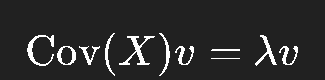 Cov(X)v = λv